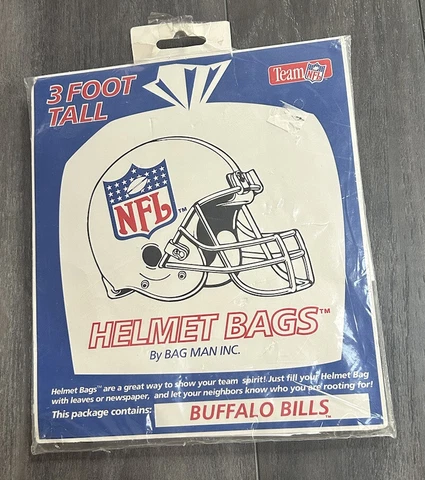 3 FOOT
TALL
Team NFL
NFL™
HELMET BAGS™
By BAG MAN INC.
Helmet Bags™ are a great way to show your team spirit! Just fill your Helmet Bag
with leaves or newspaper, and let your neighbors know who you are rooting for!
This package contains:
BUFFALO BILLS™